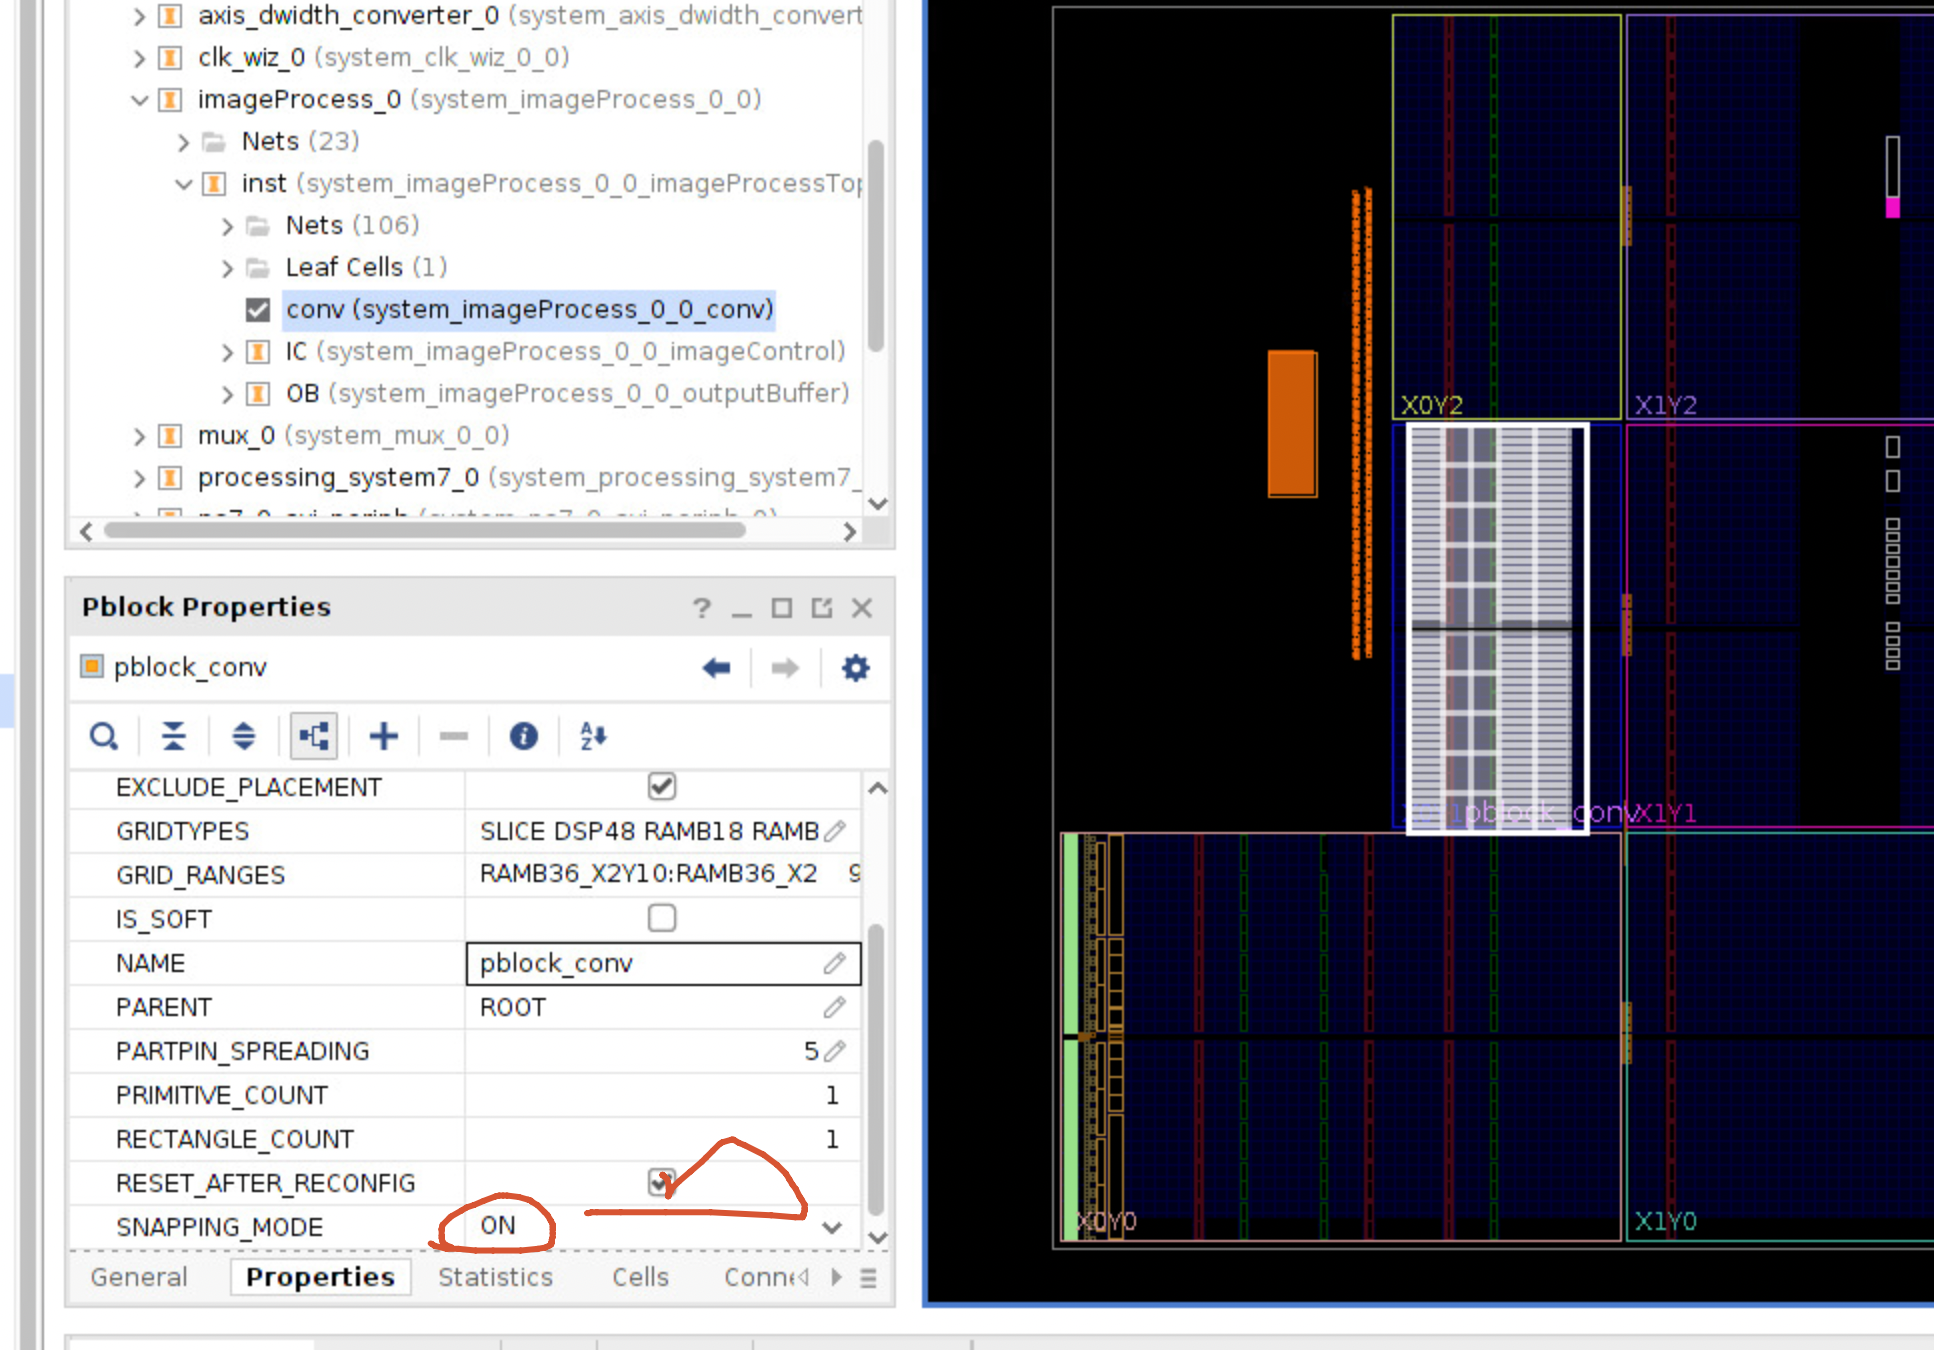 axis_dwidth_converter_0 (system_axis_dwidth_convert
clk_wiz_0 (system_clk_wiz_0_0)
imageProcess_0 (system_imageProcess_0_0)
Nets (23)
inst (system_imageProcess_0_0_imageProcessTop
Nets (106)
Leaf Cells (1)
conv (system_imageProcess_0_0_conv)
IC (system_imageProcess_0_0_imageControl)
OB (system_imageProcess_0_0_outputBuffer)
mux_0 (system_mux_0_0)
processing_system7_0 (system_processing_system7_
Pblock Properties
pblock_conv
EXCLUDE_PLACEMENT
GRIDTYPES SLICE DSP48 RAMB18 RAMB
GRID_RANGES RAMB36_X2Y10:RAMB36_X2 9
IS_SOFT
NAME pblock_conv
PARENT ROOT
PARTPIN_SPREADING 5
PRIMITIVE_COUNT 1
RECTANGLE_COUNT 1
RESET_AFTER_RECONFIG
SNAPPING_MODE ON
General Properties Statistics Cells Conne
X0Y2 X1Y2
pblock_conv X1Y1
X0Y0 X1Y0